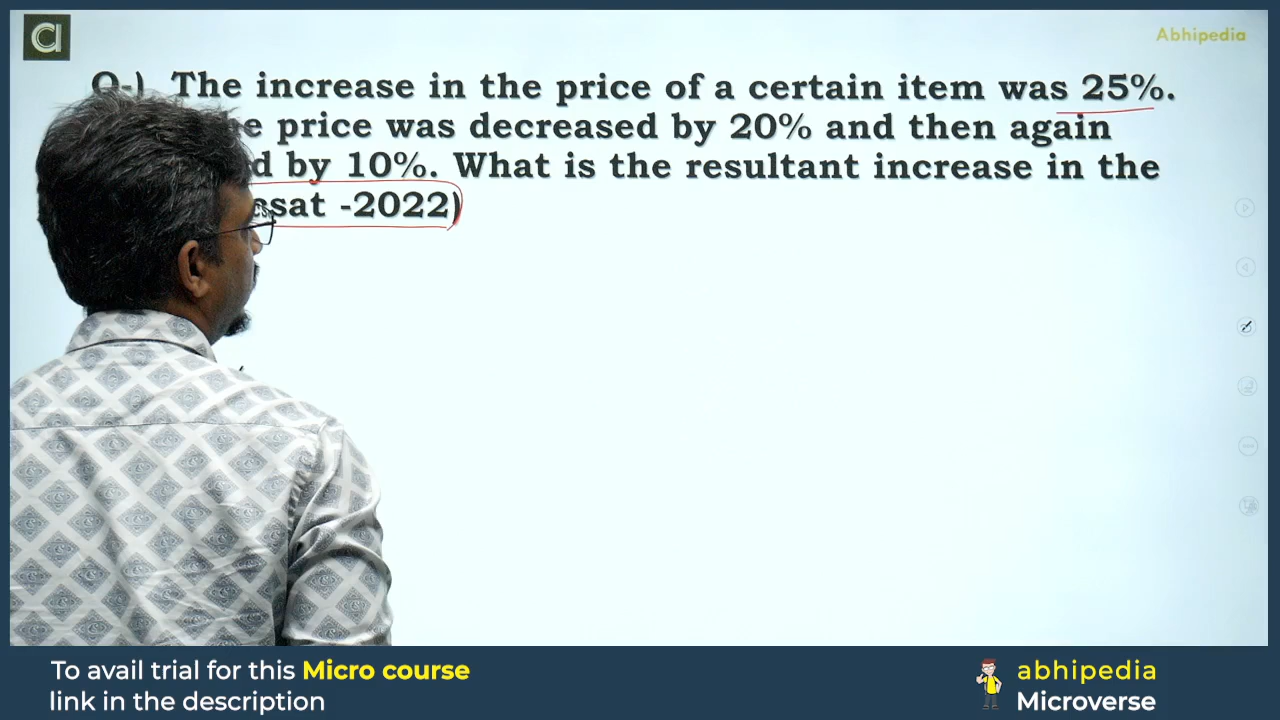 Abhipedia
Q-) The increase in the price of a certain item was 25%.
price was decreased by 20% and then again
by 10%. What is the resultant increase in the
csat -2022)
To avail trial for this Micro course
link in the description
abhipedia
Microverse